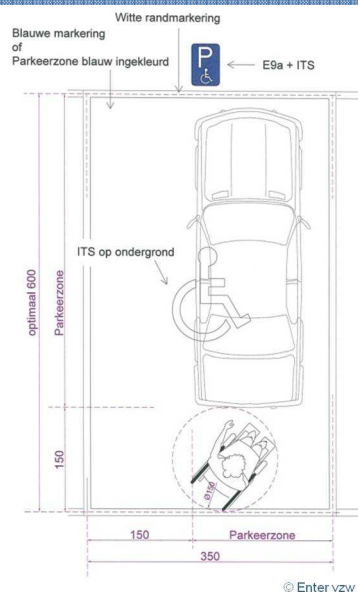 Witte randmarkering
Blauwe markering
of
Parkeerzone blauw ingekleurd
P
E9a + ITS
ITS op ondergrond
optimaal 600
Parkeerzone
150
Ø150
150
Parkeerzone
350
© Enter vzw